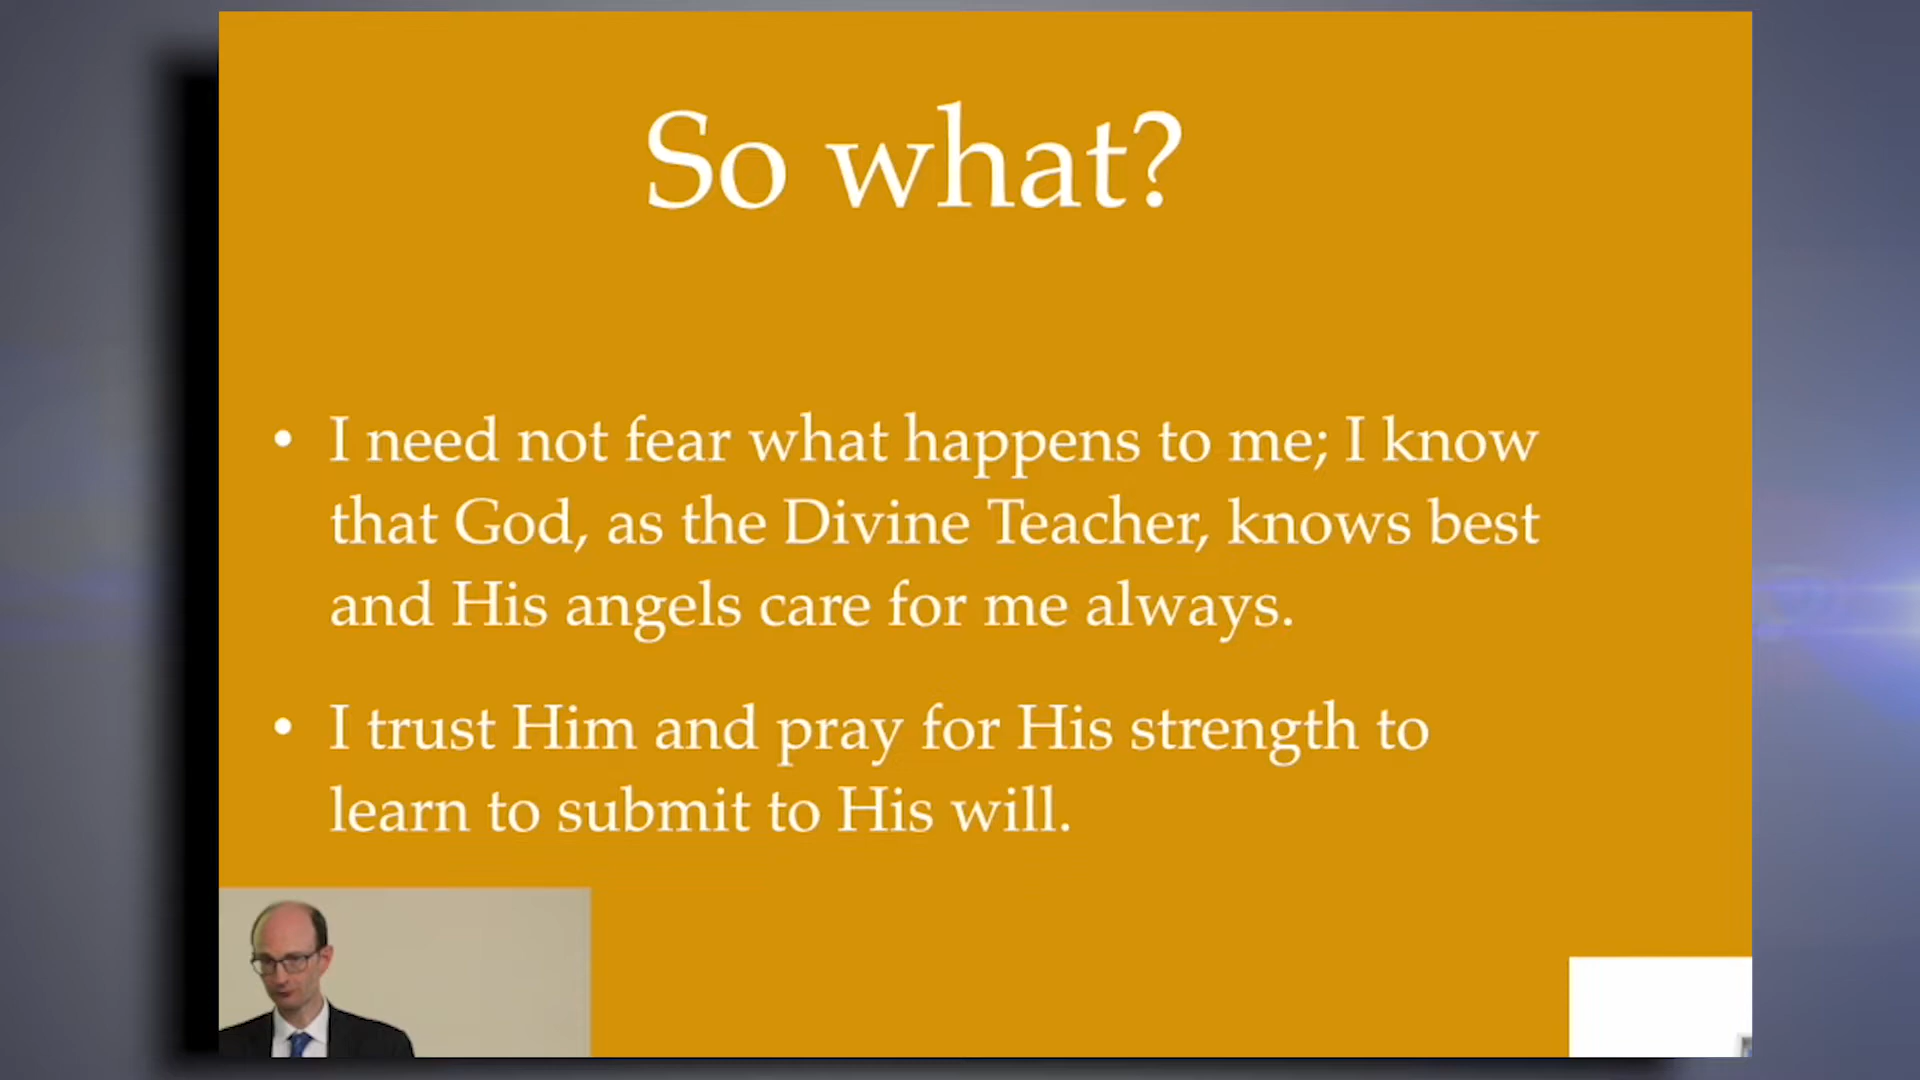 So what?
• I need not fear what happens to me; I know
that God, as the Divine Teacher, knows best
and His angels care for me always.
• I trust Him and pray for His strength to
learn to submit to His will.